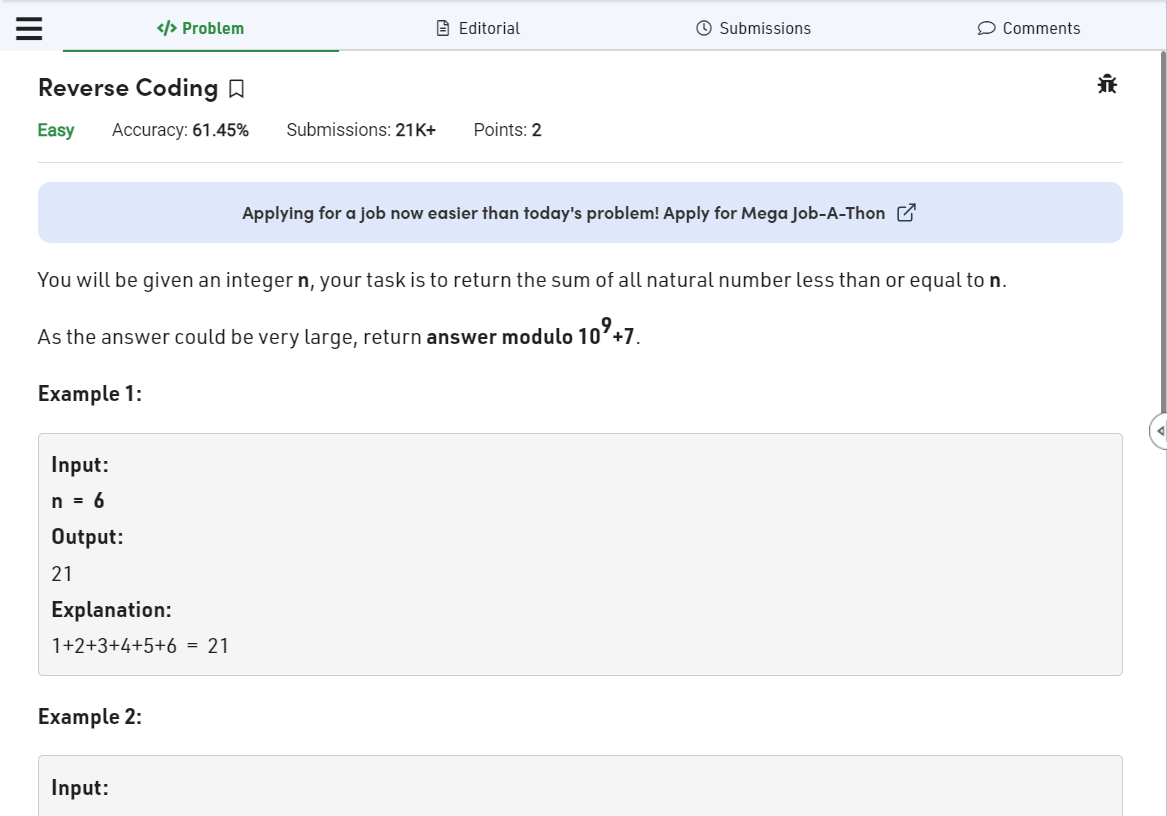 </> Problem
Editorial
Submissions
Comments
Reverse Coding
Easy Accuracy: 61.45% Submissions: 21K+ Points: 2
Applying for a job now easier than today's problem! Apply for Mega Job-A-Thon
You will be given an integer n, your task is to return the sum of all natural number less than or equal to n.
As the answer could be very large, return answer modulo 10⁹+7.
Example 1:
Input:
n = 6
Output:
21
Explanation:
1+2+3+4+5+6 = 21
Example 2:
Input: